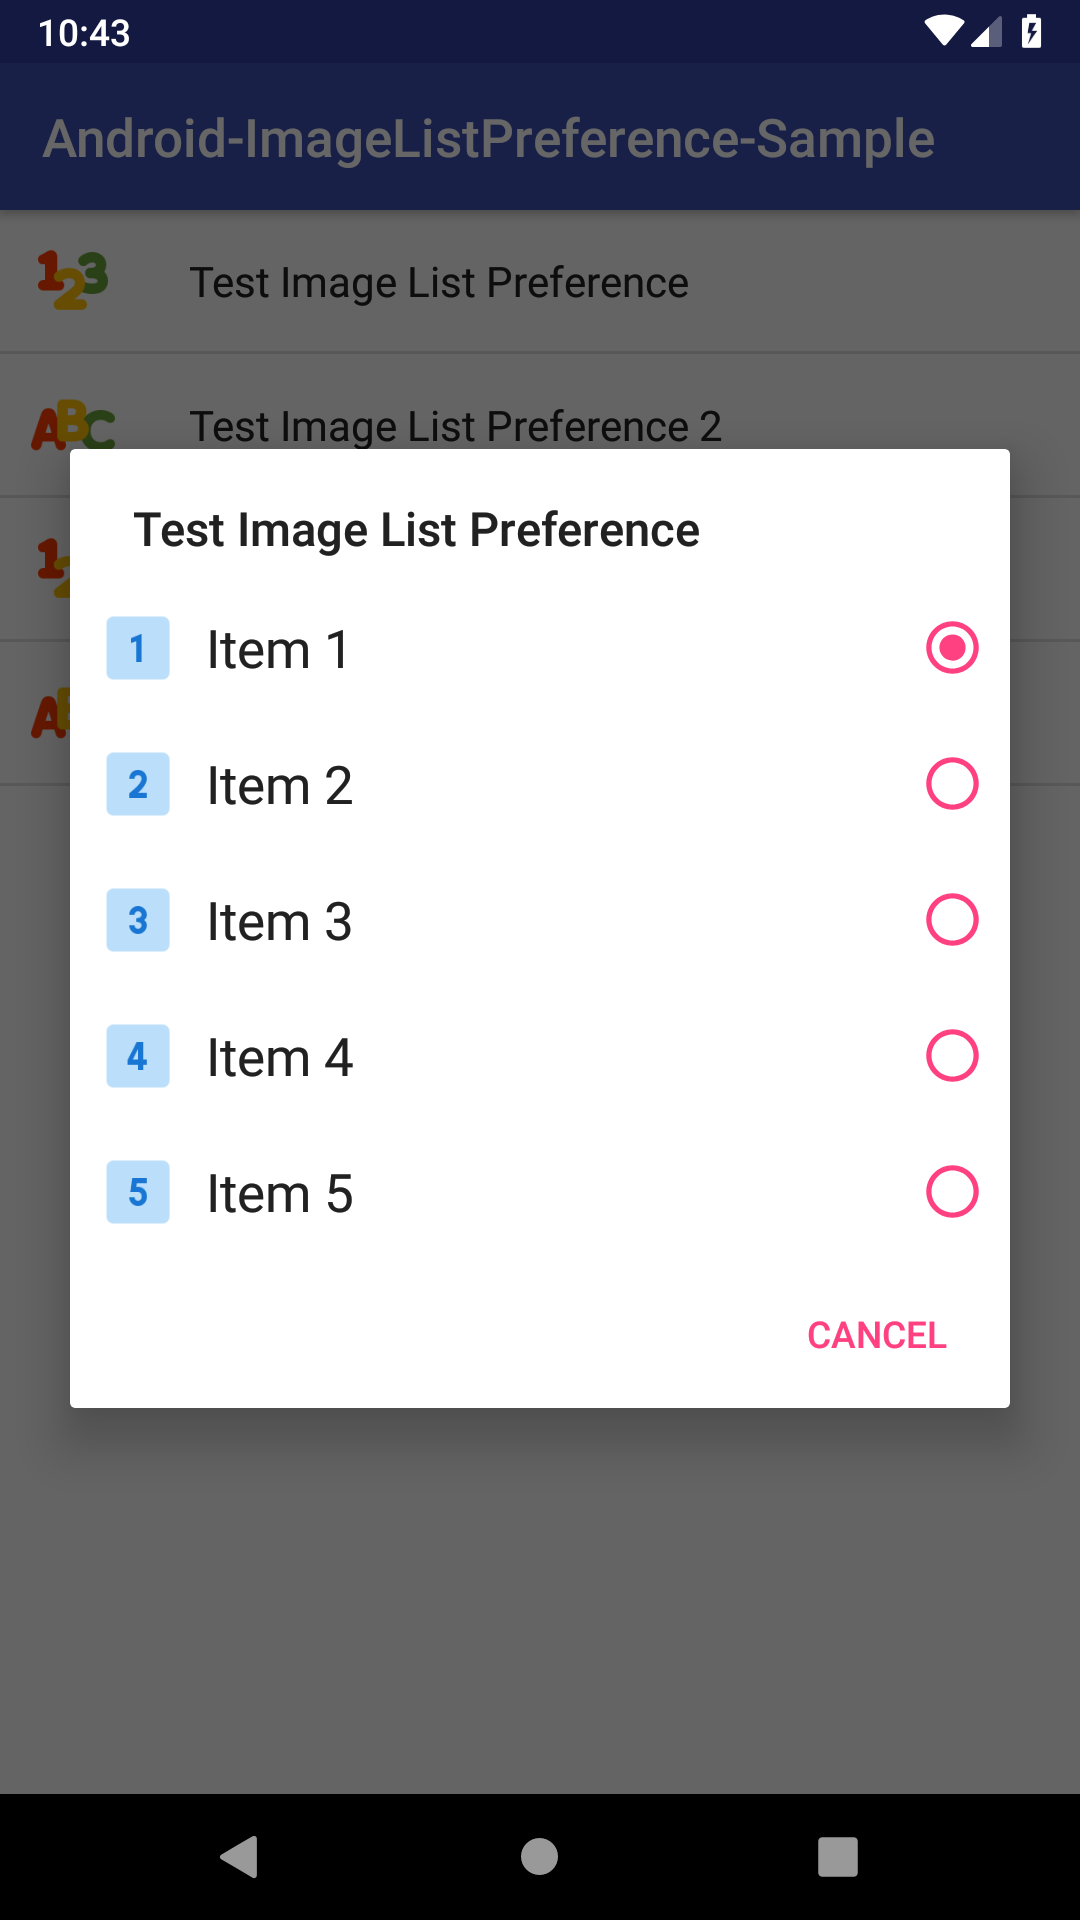 10:43
Android-ImageListPreference-Sample
123 Test Image List Preference
ABC Test Image List Preference 2
Test Image List Preference
1 Item 1
2 Item 2
3 Item 3
4 Item 4
5 Item 5
CANCEL